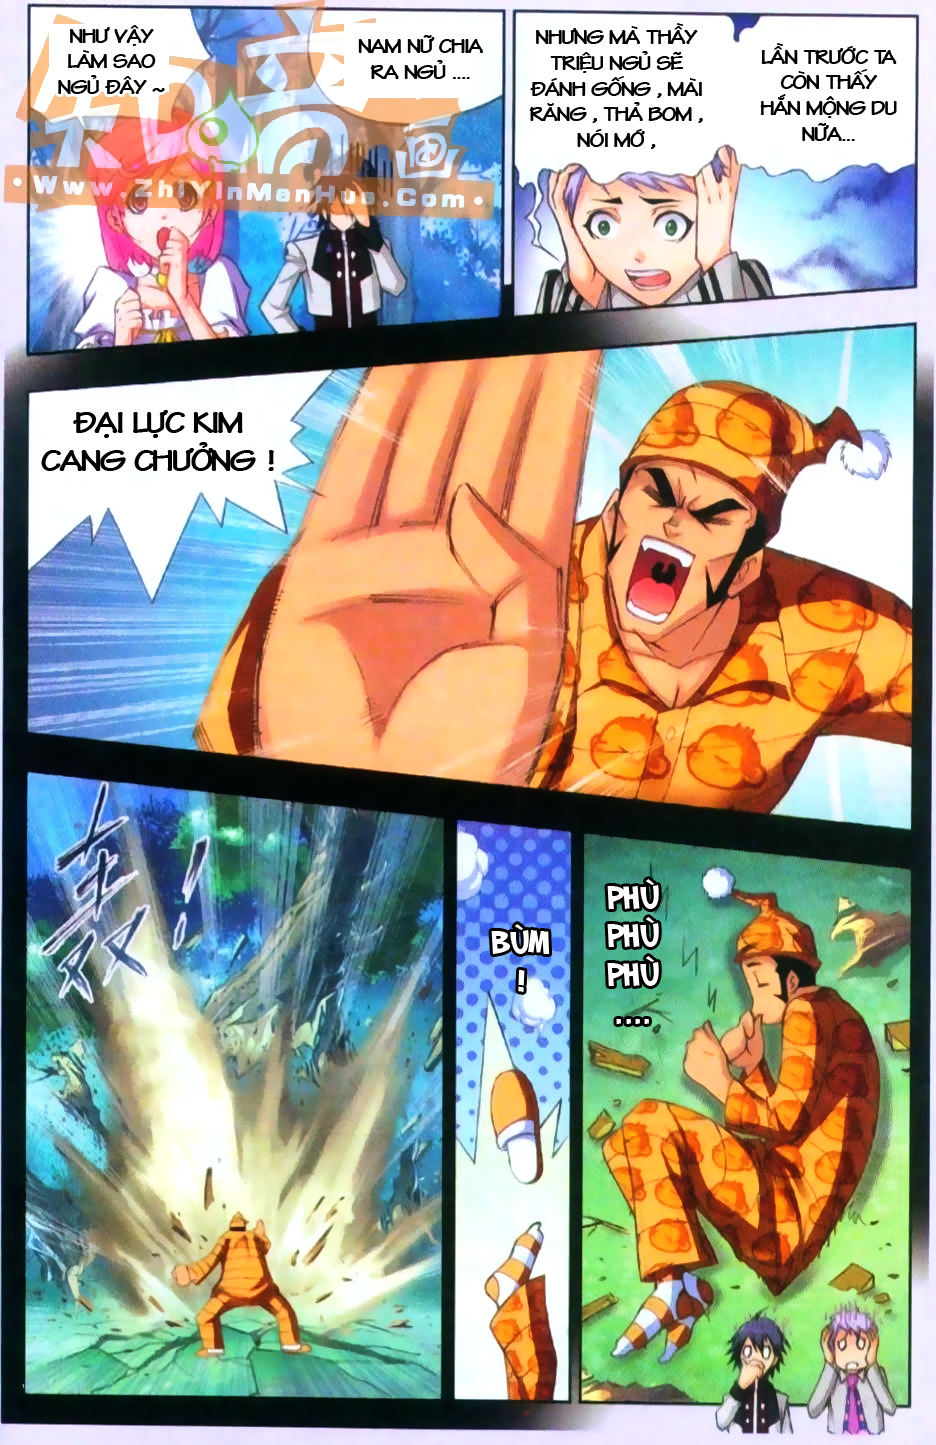 NHƯ VẬY
LÀM SAO
NGỦ ĐÂY ~
NAM NỮ CHIA
RA NGỦ ....
NHƯNG MÀ THẦY
TRIỆU NGỦ SẼ
ĐÁNH GỐNG , MÀI
RĂNG , THẢ BOM ,
NÓI MỚ ,
LẦN TRƯỚC TA
CÒN THẤY
HẮN MỘNG DU
NỮA...
• Www.ZhiYinManHua.Com •
ĐẠI LỰC KIM
CANG CHƯỞNG !
轰!
BÙM
!
PHÙ
PHÙ
PHÙ
....